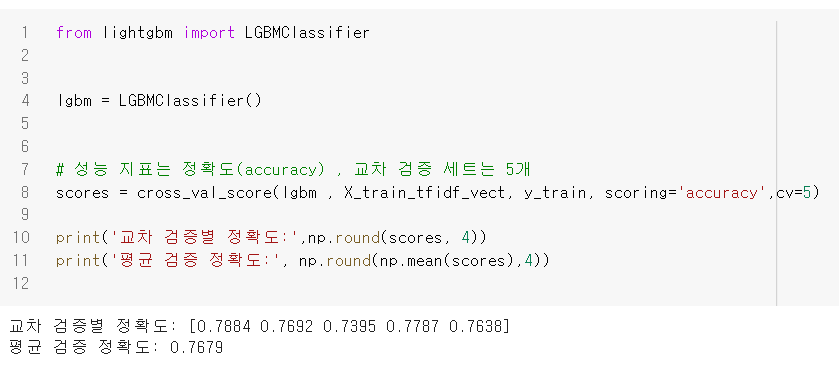 1 from lightgbm import LGBMClassifier
2
3
4 lgbm = LGBMClassifier()
5
6
7 # 성능 지표는 정확도(accuracy) , 교차 검증 세트는 5개
8 scores = cross_val_score(lgbm , X_train_tfidf_vect, y_train, scoring='accuracy',cv=5)
9
10 print('교차 검증별 정확도:',np.round(scores, 4))
11 print('평균 검증 정확도:', np.round(np.mean(scores),4))
12
교차 검증별 정확도: [0.7884 0.7692 0.7395 0.7787 0.7638]
평균 검증 정확도: 0.7679